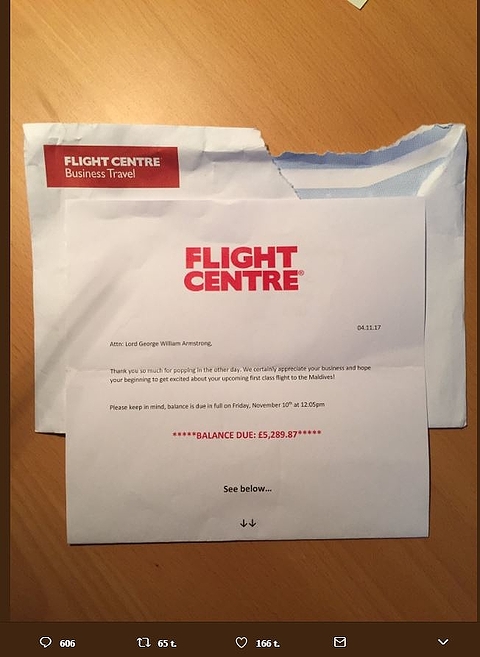 FLIGHT CENTRE
Business Travel
FLIGHT
CENTRE®
04.11.17
Attn: Lord George William Armstrong,
Thank you so much for popping in the other day. We certainly appreciate your business and hope
your beginning to get excited about your upcoming first class flight to the Maldives!
Please keep in mind, balance is due in full on Friday, November 10th at 12:05pm
*****BALANCE DUE: £5,289.87*****
See below...
↓↓
606 65 t. 166 t.